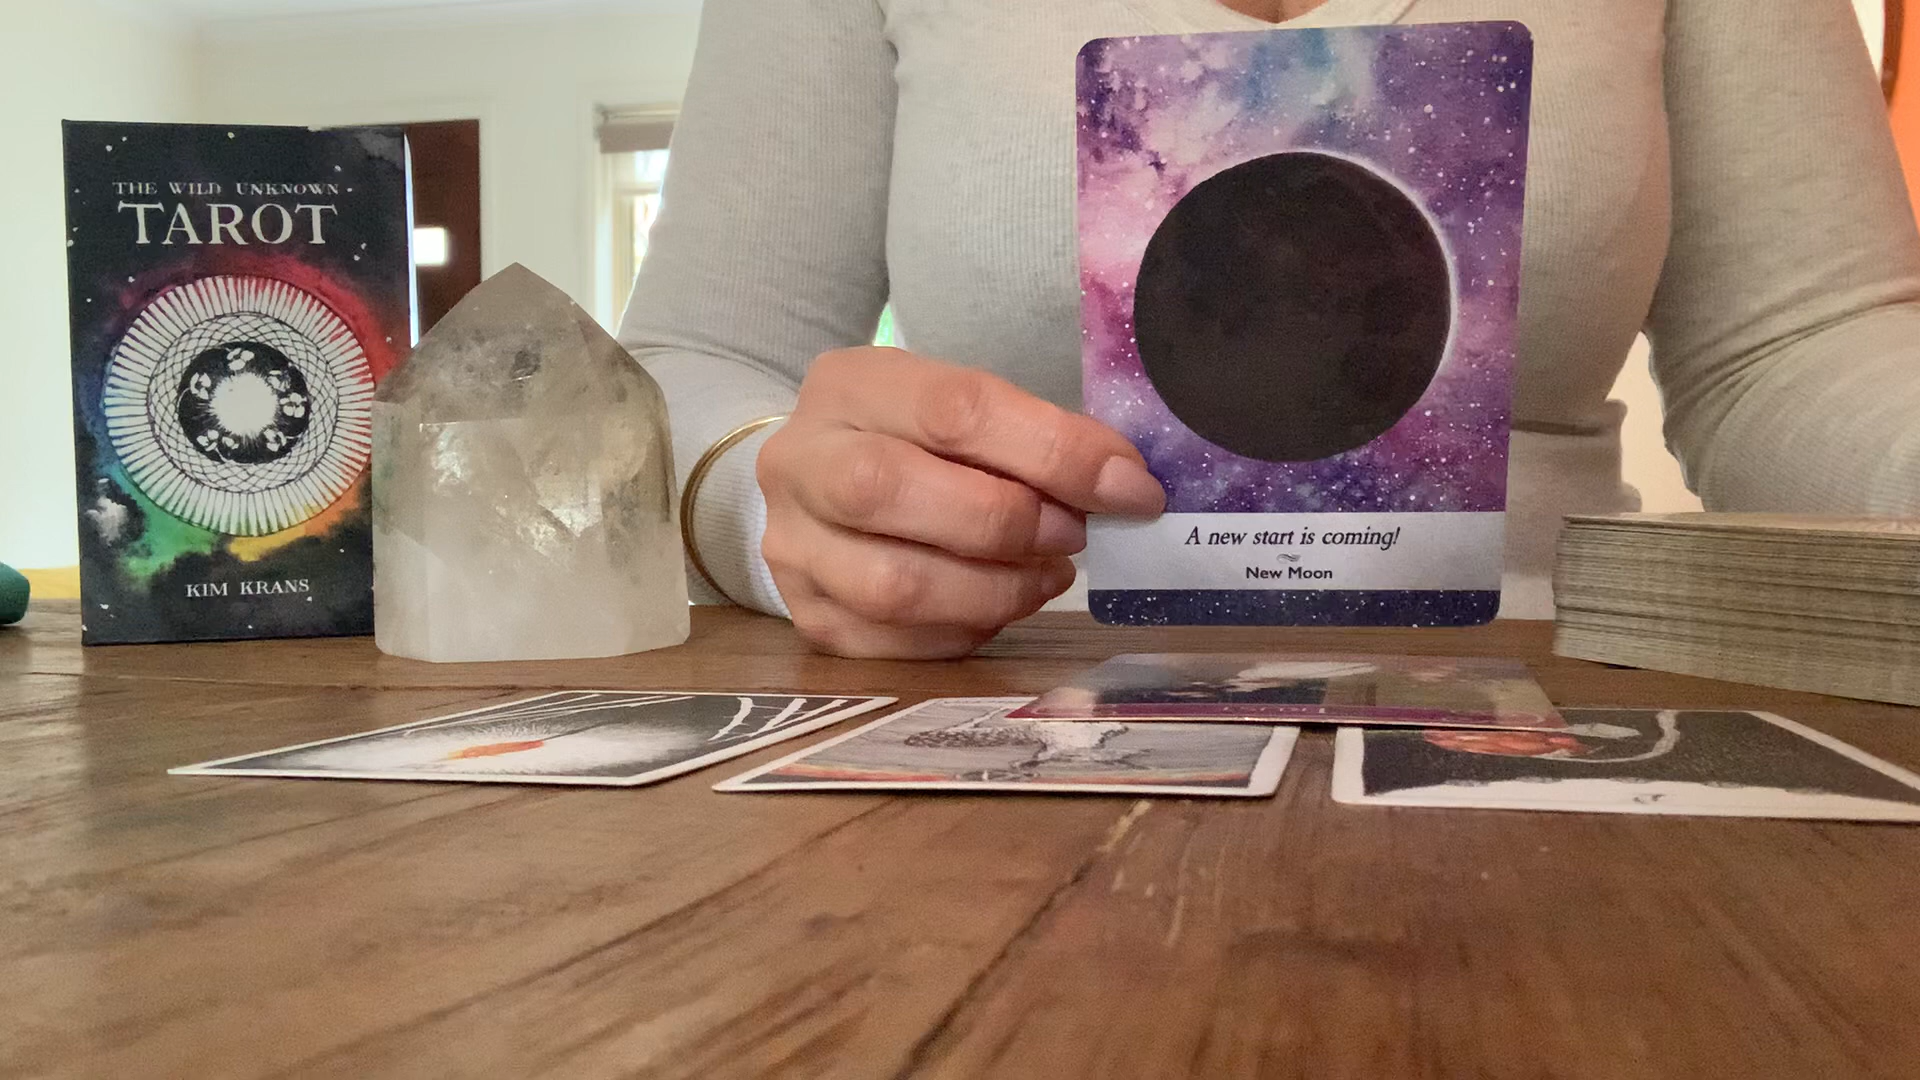 THE WILD UNKNOWN
TAROT
KIM KRANS
A new start is coming!
New Moon